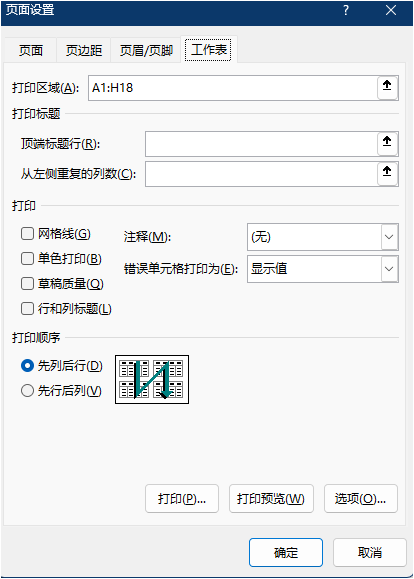 页面设置 ?
页面 页边距 页眉/页脚 工作表
打印区域(A): A1:H18
打印标题
顶端标题行(R):
从左侧重复的列数(C):
打印
网格线(G) 注释(M): (无)
单色打印(B)
草稿质量(Q) 错误单元格打印为(E): 显示值
行和列标题(L)
打印顺序
先列后行(D)
先行后列(V)
打印(P)... 打印预览(W) 选项(O)...
确定 取消